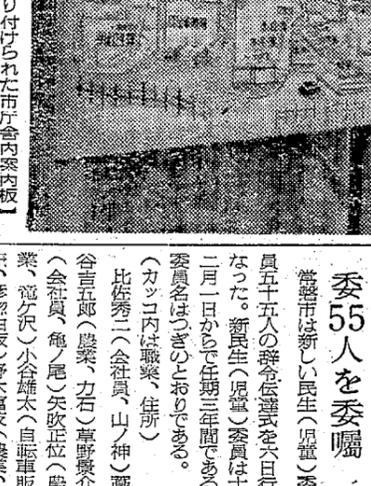 り付けられた市庁舎内案内板】
委55人を委嘱
常磐市は新しい民生(児童)委
員五十五人の辞令伝達式を六日行
なった。新民生(児童)委員は十
二月一日からで任期三年間である
委員名はつぎのとおりである。
(カッコ内は職業、住所)
比佐秀二(会社員、山ノ神)
谷吉五郎(農業、力石)草野
(会社員、亀ノ尾)矢吹正位(
業、滝ケ沢)小谷雄太(自転車販